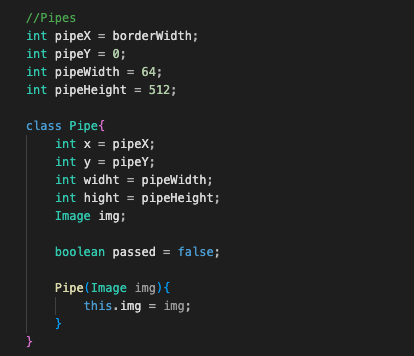 //Pipes
int pipeX = borderWidth;
int pipeY = 0;
int pipeWidth = 64;
int pipeHeight = 512;

class Pipe{
    int x = pipeX;
    int y = pipeY;
    int widht = pipeWidth;
    int hight = pipeHeight;
    Image img;

    boolean passed = false;

    Pipe(Image img){
        this.img = img;
    }
}